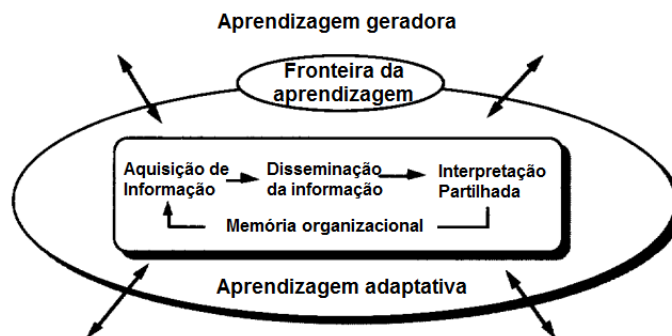 Aprendizagem geradora
Fronteira da
aprendizagem
Aquisição de
Informação
Disseminação
da informação
Interpretação
Partilhada
Memória organizacional
Aprendizagem adaptativa